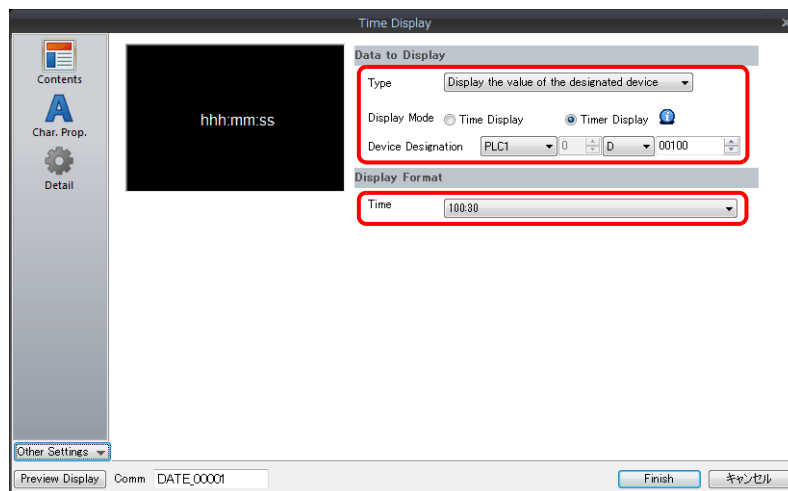 Time Display
Contents
Char. Prop.
Detail
hhh:mm:ss
Data to Display
Type Display the value of the designated device
Display Mode Time Display Timer Display
Device Designation PLC1 0 D 00100
Display Format
Time 100:30
Other Settings
Preview Display Comm DATE_00001 Finish キャンセル